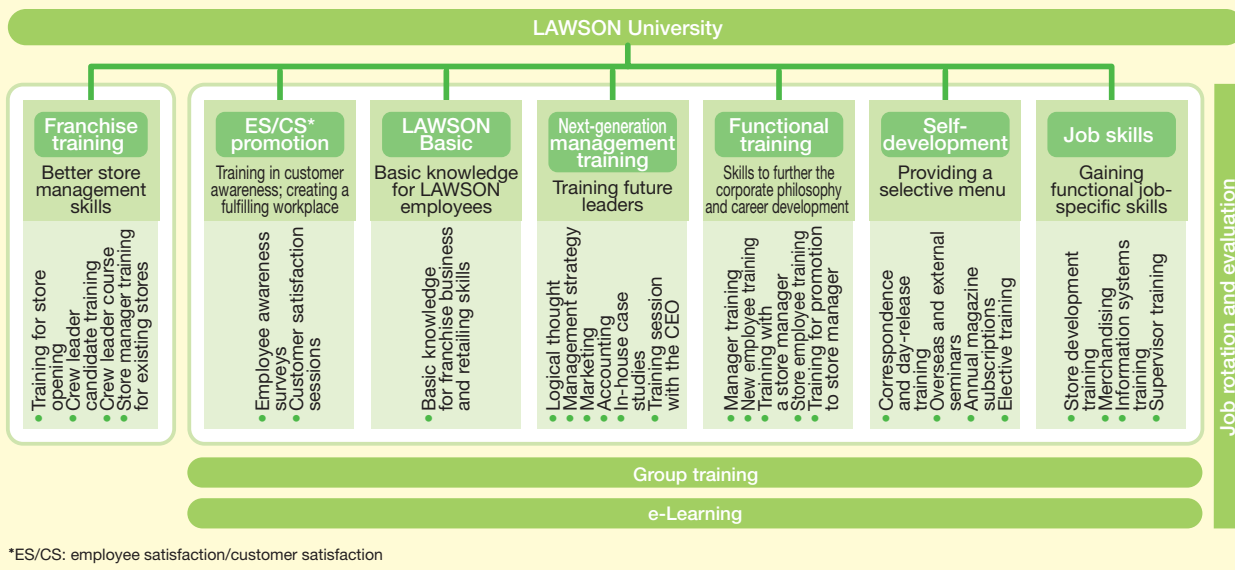 LAWSON University
Franchise
training
Better store
management
skills
• Training for store
opening
• Crew leader
candidate training
• Crew leader course
• Store manager training
for existing stores
ES/CS*
promotion
Training in customer
awareness; creating a
fulfilling workplace
• Employee awareness
surveys
• Customer satisfaction
sessions
LAWSON
Basic
Basic knowledge
for LAWSON
employees
• Basic knowledge
for franchise business
and retailing skills
Next-generation
management
training
Training future
leaders
• Logical thought
• Management strategy
• Marketing
• Accounting
• In-house case
studies
• Training session
with the CEO
Functional
training
Skills to further the
corporate philosophy
and career development
• Manager training
• New employee training
• Training with
a store manager
• Store employee training
• Training for promotion
to store manager
Self-
development
Providing a
selective menu
• Correspondence
and day-release
training
• Overseas and external
seminars
• Annual magazine
subscriptions
• Elective training
Job skills
Gaining
functional job-
specific skills
• Store development
training
• Merchandising
• Information systems
training
• Supervisor training
Job rotation and evaluation
Group training
e-Learning
*ES/CS: employee satisfaction/customer satisfaction